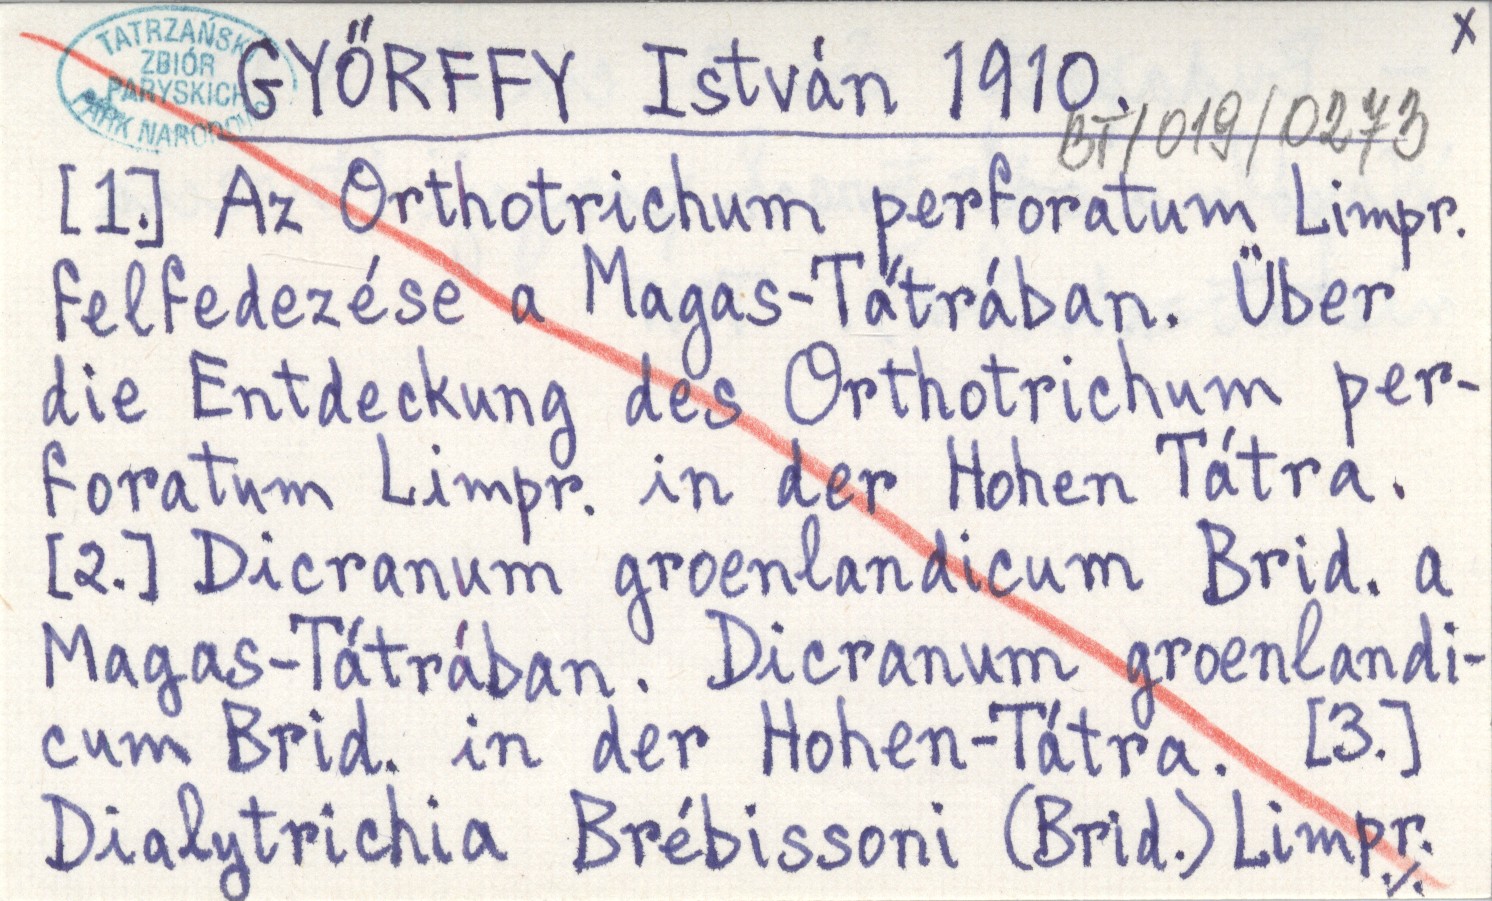 x
TATRZAŃSKI
ZBIÓR
PARYSKICH
PARK NARODOWY
GYŐRFFY István 1910.
BT/019/0273
[1.] Az Orthotrichum perforatum Limpr.
felfedezése a Magas-Tátrában. Über
die Entdeckung des Orthotrichum per-
foratum Limpr. in der Hohen Tátra.
[2.] Dicranum groenlandicum Brid. a
Magas-Tátrában. Dicranum groenlandi-
cum Brid. in der Hohen-Tátra. [3.]
Dialytrichia Brébissoni (Brid.) Limpr.
./.